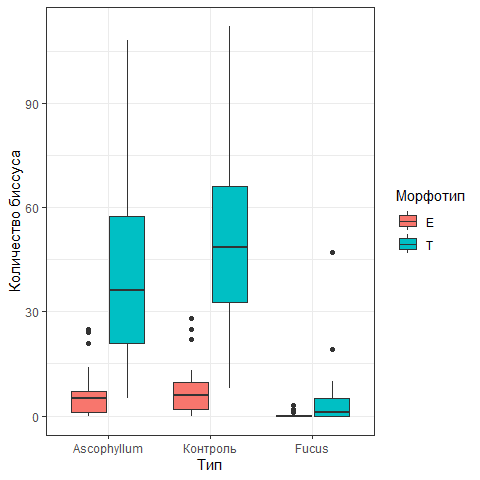 Количество биссуса
90
60
30
0
Ascophyllum
Контроль
Fucus
Тип
Морфотип
E
T